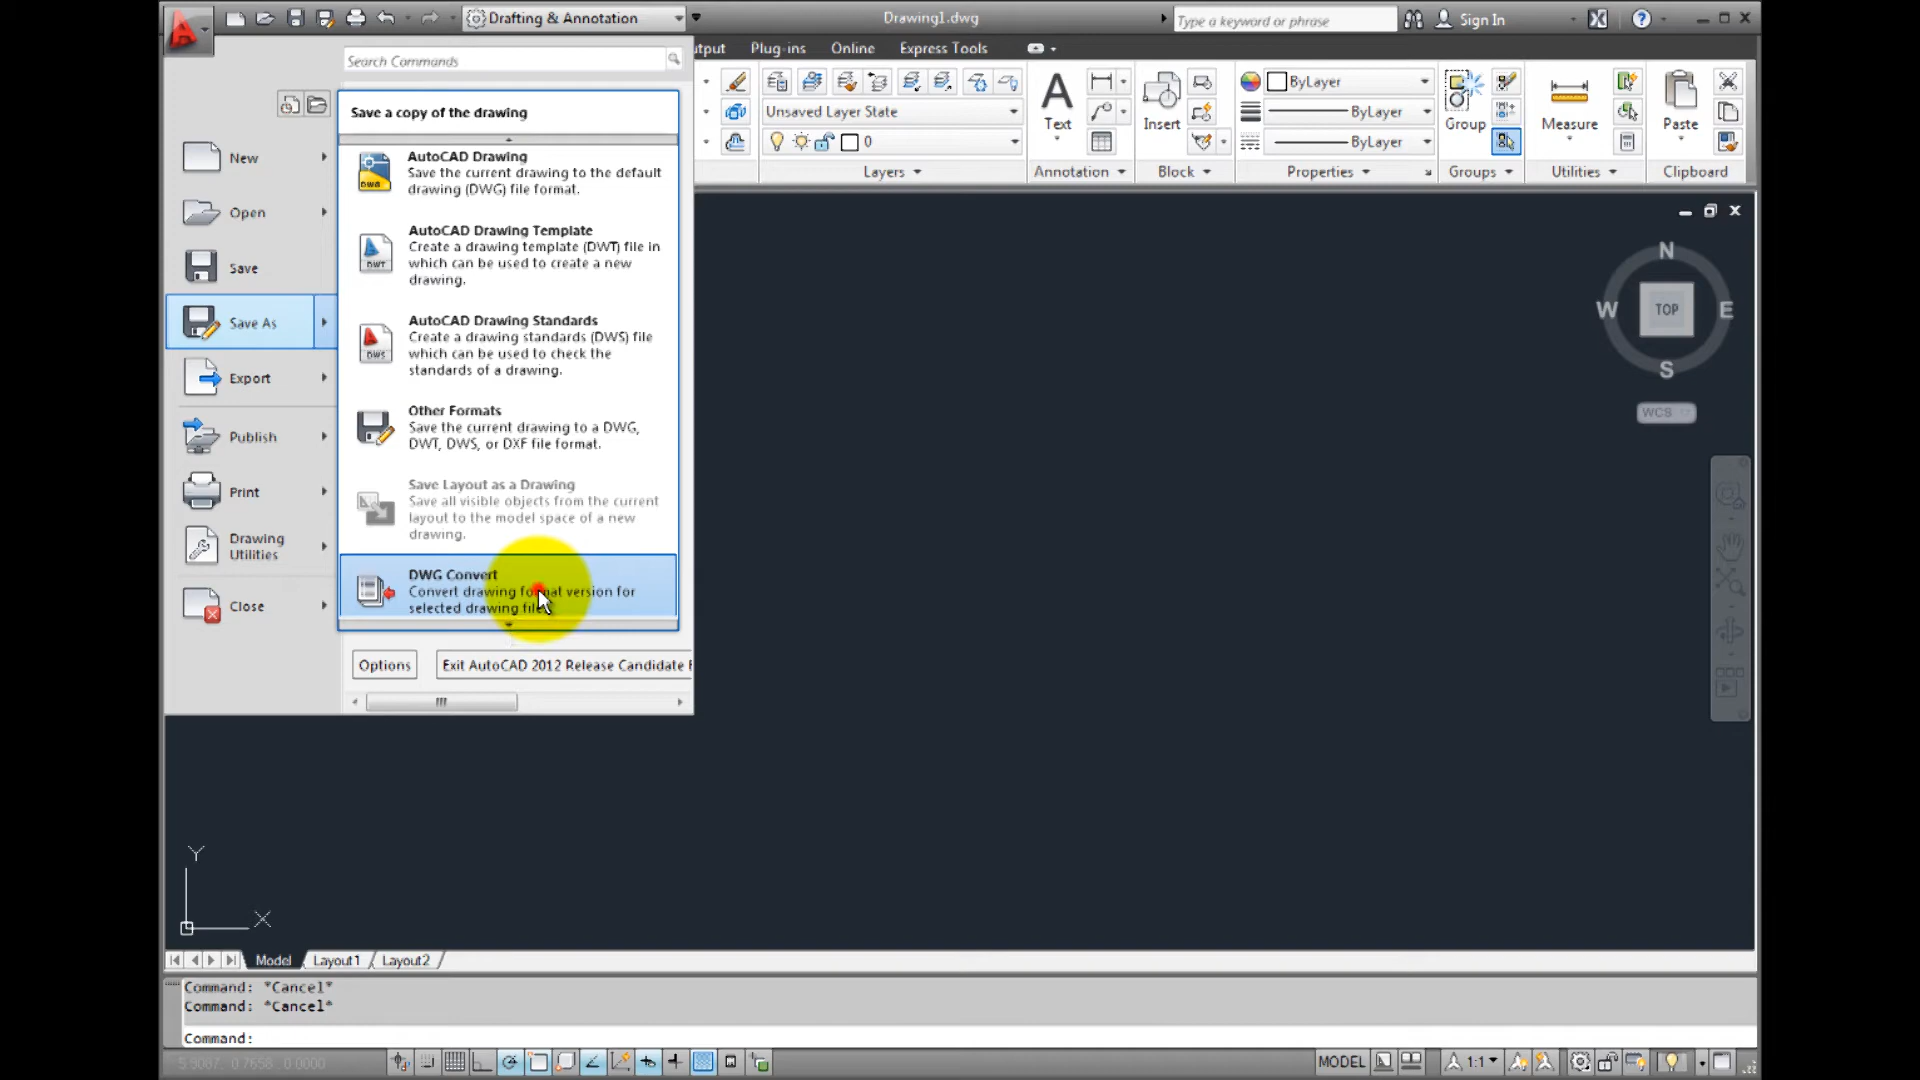 Drafting & Annotation
Drawing1.dwg
Type a keyword or phrase
Sign In
Search Commands
Plug-ins
Online
Express Tools
Save a copy of the drawing
ByLayer
Unsaved Layer State
ByLayer
0
ByLayer
Text
Insert
Group
Measure
Paste
Layers
Annotation
Block
Properties
Groups
Utilities
Clipboard
New
Open
Save
Save As
Export
Publish
Print
Drawing
Utilities
Close
AutoCAD Drawing
Save the current drawing to the default
drawing (DWG) file format.
AutoCAD Drawing Template
Create a drawing template (DWT) file in
which can be used to create a new
drawing.
AutoCAD Drawing Standards
Create a drawing standards (DWS) file
which can be used to check the
standards of a drawing.
Other Formats
Save the current drawing to a DWG,
DWT, DWS, or DXF file format.
Save Layout as a Drawing
Save all visible objects from the current
layout to the model space of a new
drawing.
DWG Convert
Convert drawing format version for
selected drawing
Options
Exit AutoCAD 2012 Release Candidate
DWG
DWT
DWS
N
W
TOP
E
S
WCS
Y
X
Model
Layout1
Layout2
Command: *Cancel*
Command: *Cancel*
Command:
MODEL
1:1